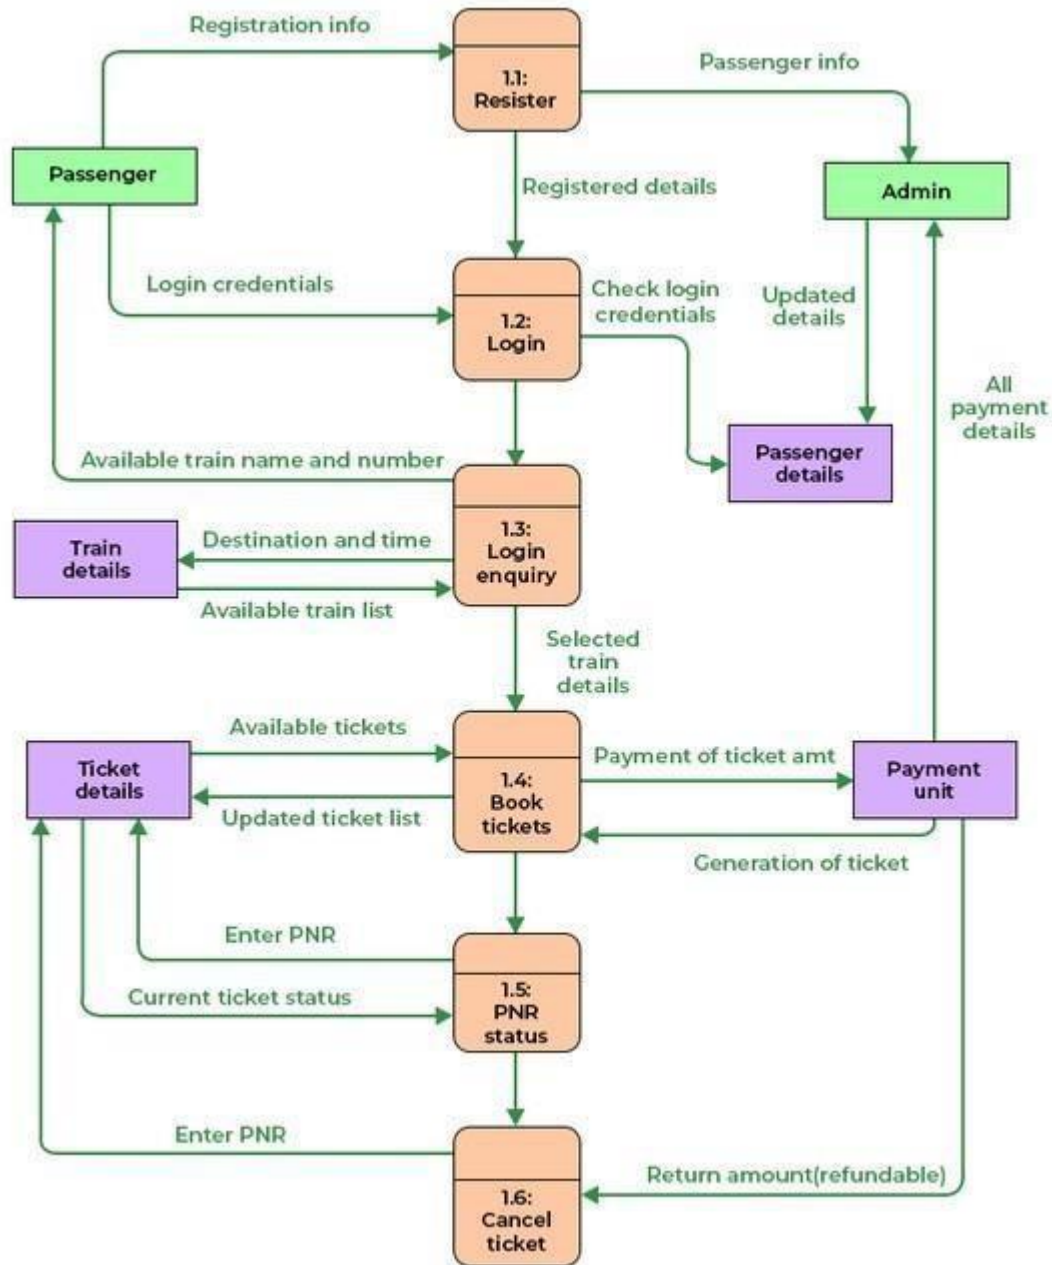 Registration info
1.1:
Resister
Passenger info
Passenger
Admin
Registered details
Login credentials
1.2:
Login
Check login
credentials
Updated
details
All
payment
details
Passenger
details
Available train name and number
1.3:
Login
enquiry
Train
details
Destination and time
Available train list
Selected
train
details
Available tickets
Ticket
details
Updated ticket list
1.4:
Book
tickets
Payment of ticket amt
Payment
unit
Generation of ticket
Enter PNR
Current ticket status
1.5:
PNR
status
Enter PNR
Return amount(refundable)
1.6:
Cancel
ticket